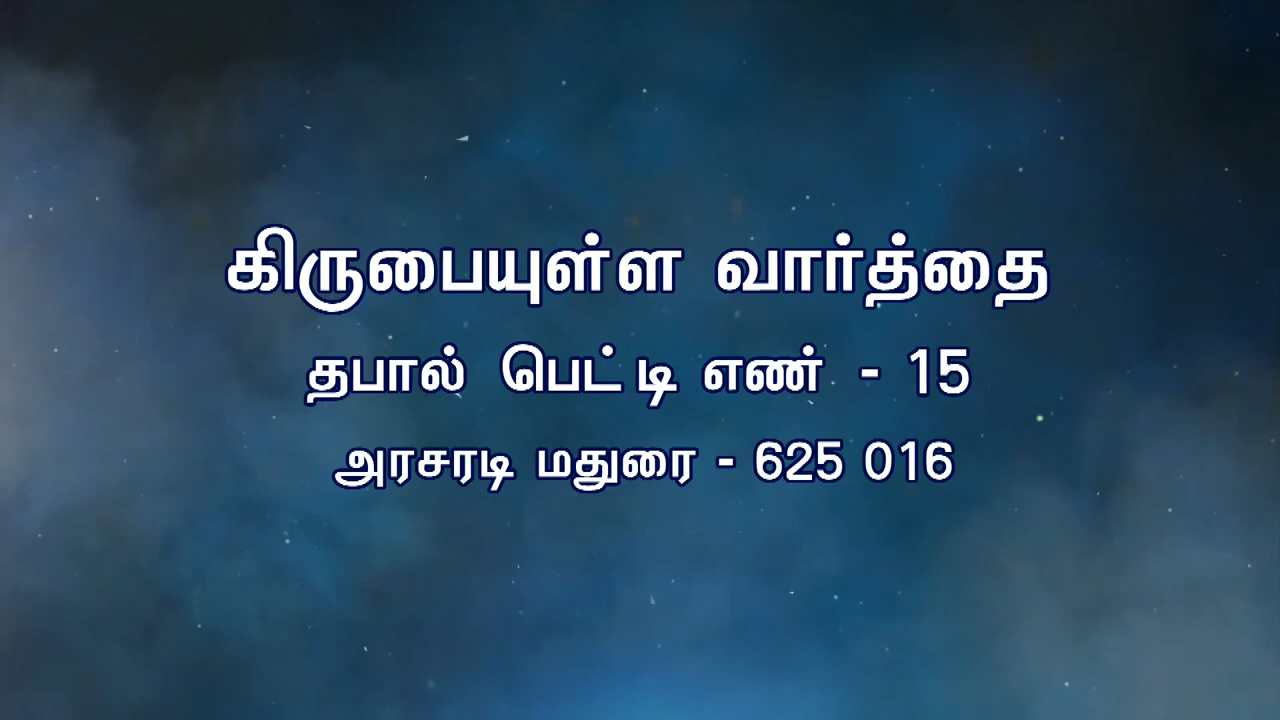 கிருபையுள்ள வார்த்தை
தபால் பெட்டி எண் - 15
அரசரடி மதுரை - 625 016